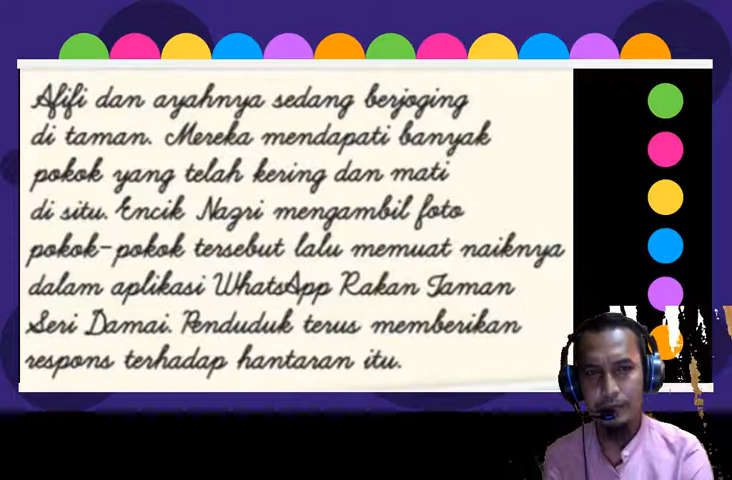 Afifi dan ayahnya sedang berjoging
di taman. Mereka mendapati banyak
pokok yang telah kering dan mati
di situ. Encik Nazri mengambil foto
pokok-pokok tersebut lalu memuat naiknya
dalam aplikasi WhatsApp Rakan Taman
Seri Damai. Penduduk terus memberikan
respons terhadap hantaran itu.